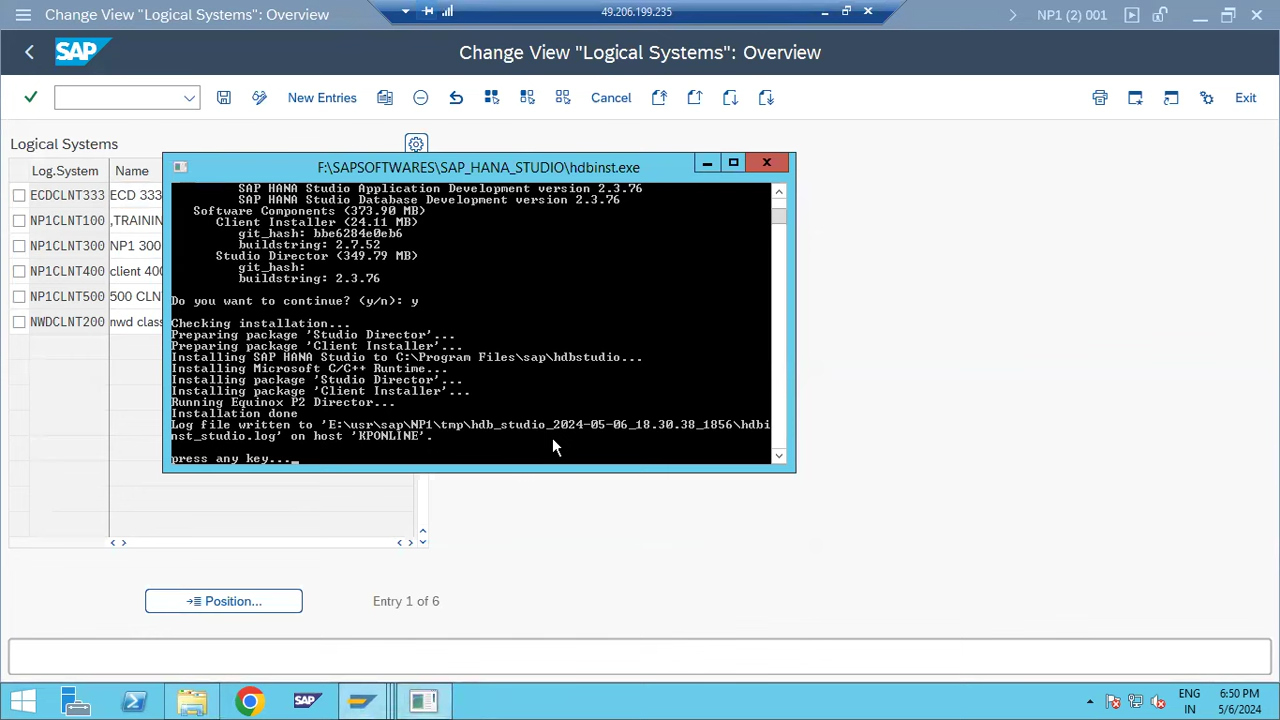 Change View "Logical Systems": Overview
49.206.199.235
NP1 (2) 001
SAP
Change View "Logical Systems": Overview
New Entries
Cancel
Exit
Logical Systems
Log.System
Name
ECDCLNT333
ECD 333
NP1CLNT100
,TRAININ
NP1CLNT300
NP1 300
NP1CLNT400
client 400
NP1CLNT500
500 CLN
NWDCLNT200
nwd class
F:\SAPSOFTWARES\SAP_HANA_STUDIO\hdbinst.exe
SAP HANA Studio Application Development version 2.3.76
SAP HANA Studio Database Development version 2.3.76
Software Components (373.90 MB)
Client Installer (24.11 MB)
git_hash: bbe6284e0eb6
buildstring: 2.7.52
Studio Director (349.79 MB)
git_hash:
buildstring: 2.3.76
Do you want to continue? (y/n): y
Checking installation...
Preparing package 'Studio Director'...
Preparing package 'Client Installer'...
Installing SAP HANA Studio to C:\Program Files\sap\hdbstudio...
Installing Microsoft C/C++ Runtime...
Installing package 'Studio Director'...
Installing package 'Client Installer'...
Running Equinox P2 Director...
Installation done
Log file written to 'E:\usr\sap\NP1\tmp\hdb_studio_2024-05-06_18.30.38_1856\hdbi
nst_studio.log' on host 'KPONLINE'.
press any key..._
Position...
Entry 1 of 6
SAP
ENG
IN
6:50 PM
5/6/2024